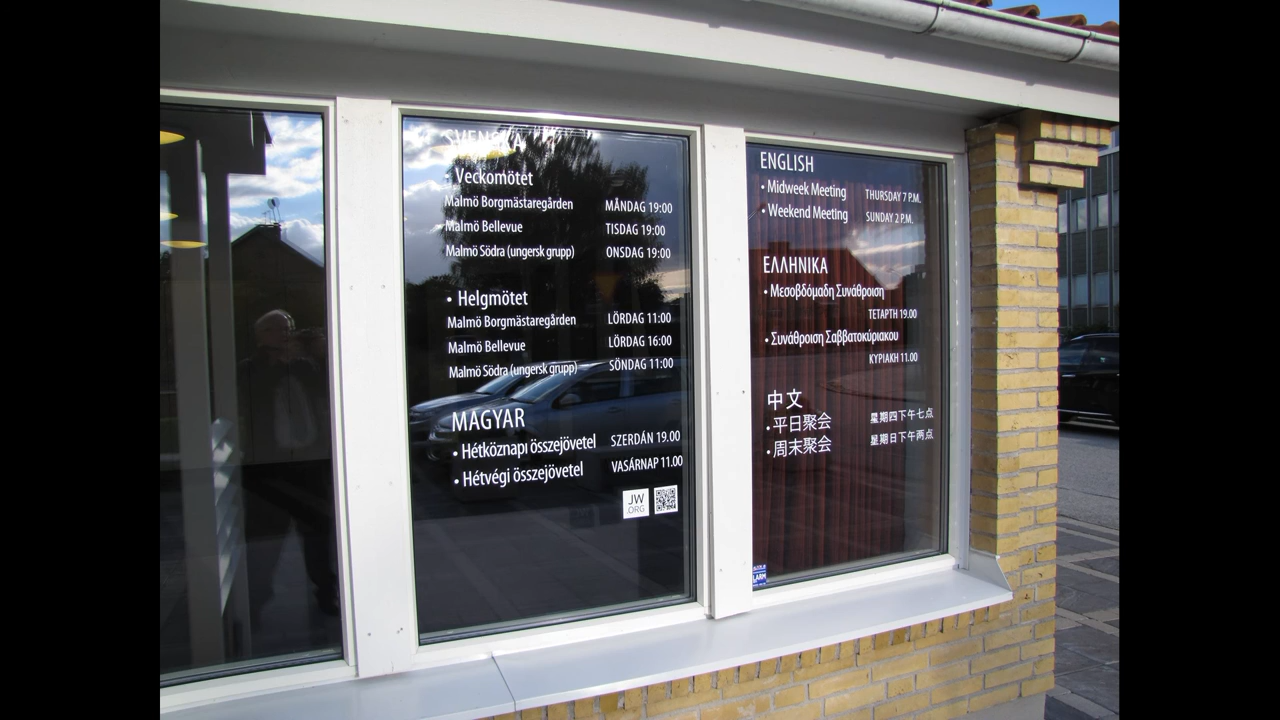 SVENSKA
• Veckomötet
Malmö Borgmästaregården MÅNDAG 19:00
Malmö Bellevue TISDAG 19:00
Malmö Södra (ungersk grupp) ONSDAG 19:00
• Helgmötet
Malmö Borgmästaregården LÖRDAG 11:00
Malmö Bellevue LÖRDAG 16:00
Malmö Södra (ungersk grupp) SÖNDAG 11:00
MAGYAR
• Hétköznapi összejövetel SZERDÁN 19.00
• Hétvégi összejövetel VASÁRNAP 11.00
JW
.ORG
ENGLISH
• Midweek Meeting THURSDAY 7 P.M.
• Weekend Meeting SUNDAY 2 P.M.
ΕΛΛΗΝΙΚΑ
• Μεσοβδόμαδη Συνάθροιση
ΤΕΤΑΡΤΗ 19.00
• Συνάθροιση Σαββατοκύριακου
ΚΥΡΙΑΚΗ 11.00
中文
• 平日聚会 星期四下午七点
• 周末聚会 星期日下午两点
LARM